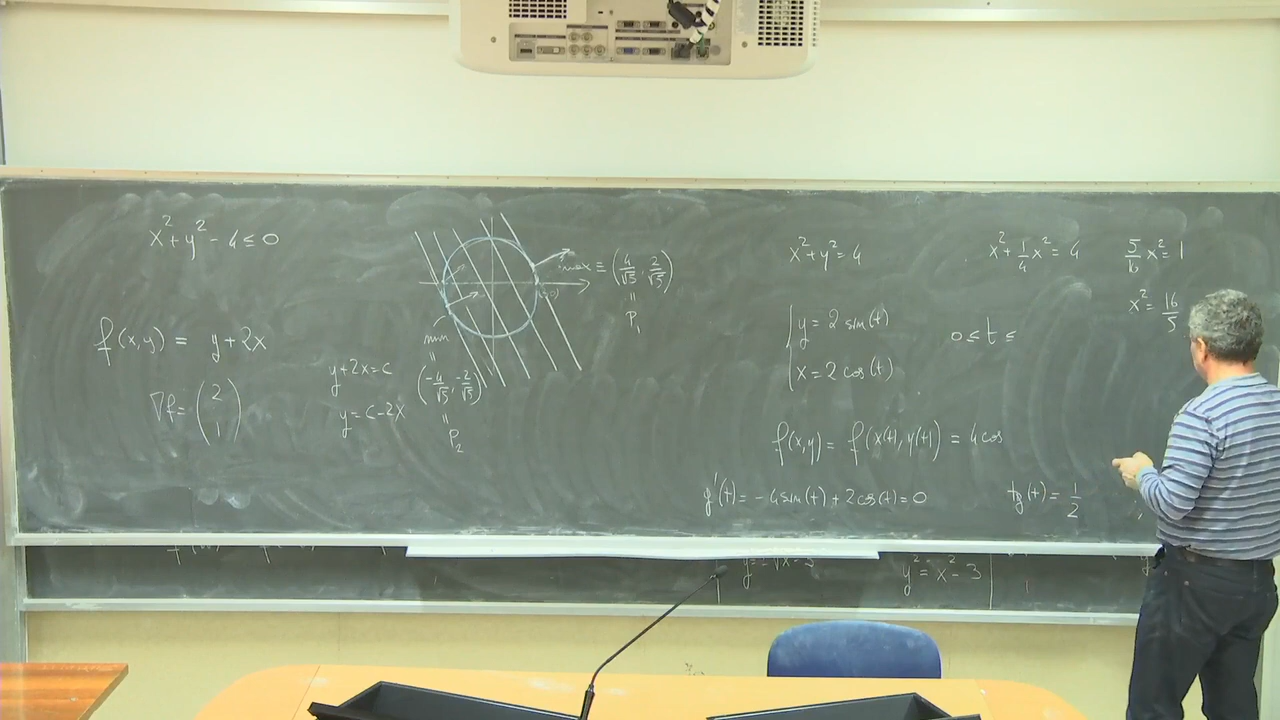 x² + y² - 4 ≤ 0
f(x,y) = y + 2x
∇f = (2 1)
y + 2x = c
y = c - 2x
max ≡ (4/√5, 2/√5)
"
P₁
min
"
(-4/√5, -2/√5)
"
P₂
x² + y² = 4
y = 2 sin(t)
x = 2 cos(t)
0 ≤ t ≤
f(x,y) = f(x(t), y(t)) = 4 cos
g'(t) = -4 sin(t) + 2 cos(t) = 0
tg(t) = 1/2
x² + 1/4 x² = 4
5/16 x² = 1
x² = 16/5
y² = x² - 3